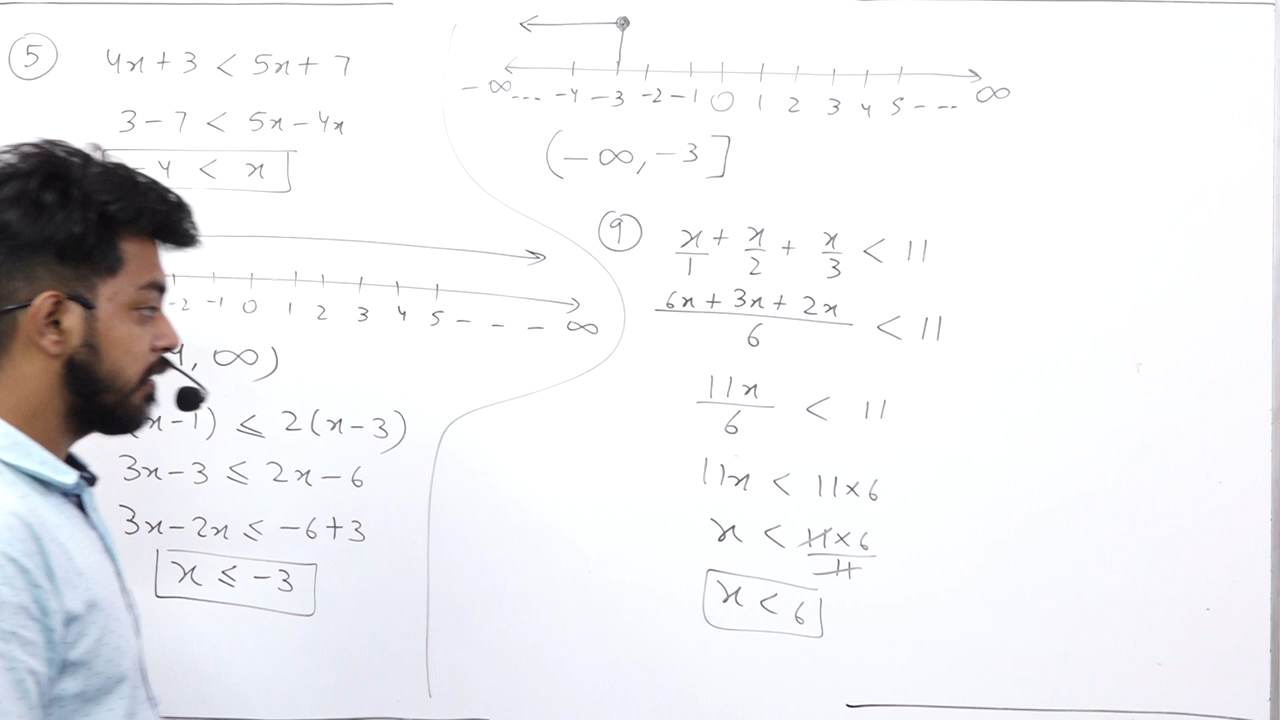 5 4x + 3 < 5x + 7
3 - 7 < 5x - 4x
4 < x
-2 -1 0 1 2 3 4 5 - - - ∞
, ∞)
x-1) ≤ 2(x-3)
3x-3 ≤ 2x-6
3x-2x ≤ -6+3
x ≤ -3
-∞... -4 -3 -2 -1 0 1 2 3 4 5 - - - ∞
(-∞, -3]
9 x/1 + x/2 + x/3 < 11
6x + 3x + 2x / 6 < 11
11x/6 < 11
11x < 11×6
x < 11×6/11
x < 6